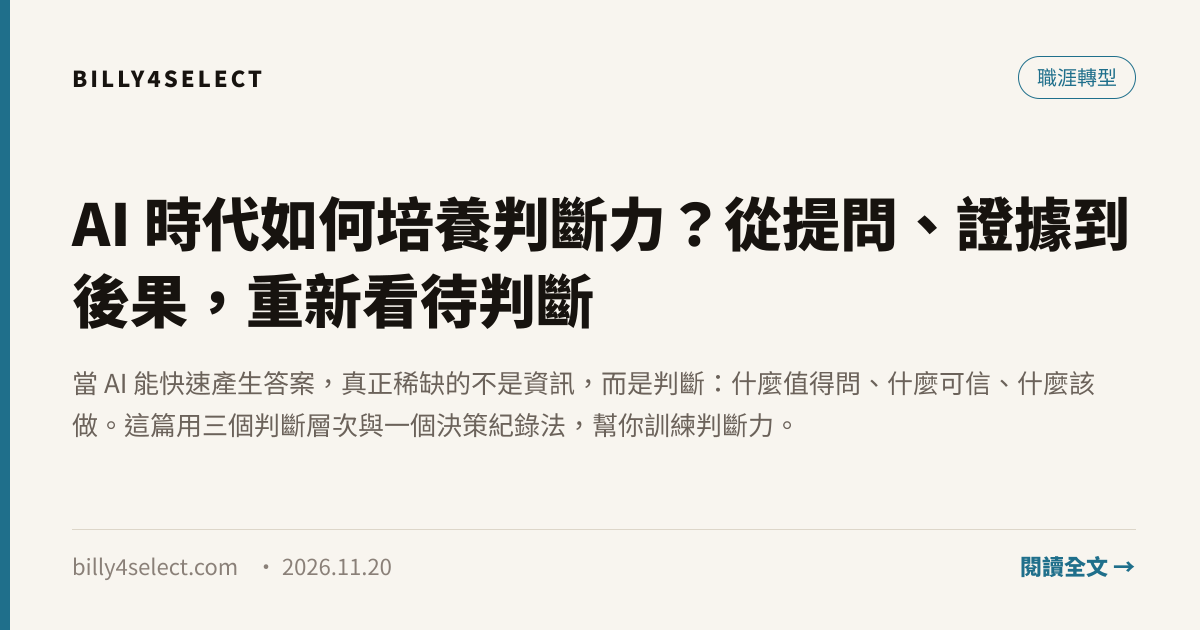 BILLY4SELECT
職涯轉型
AI 時代如何培養判斷力？從提問、證據到
後果，重新看待判斷
當 AI 能快速產生答案，真正稀缺的不是資訊，而是判斷：什麼值得問、什麼可信、什麼該
做。這篇用三個判斷層次與一個決策紀錄法，幫你訓練判斷力。
billy4select.com ・ 2026.11.20
閱讀全文 →